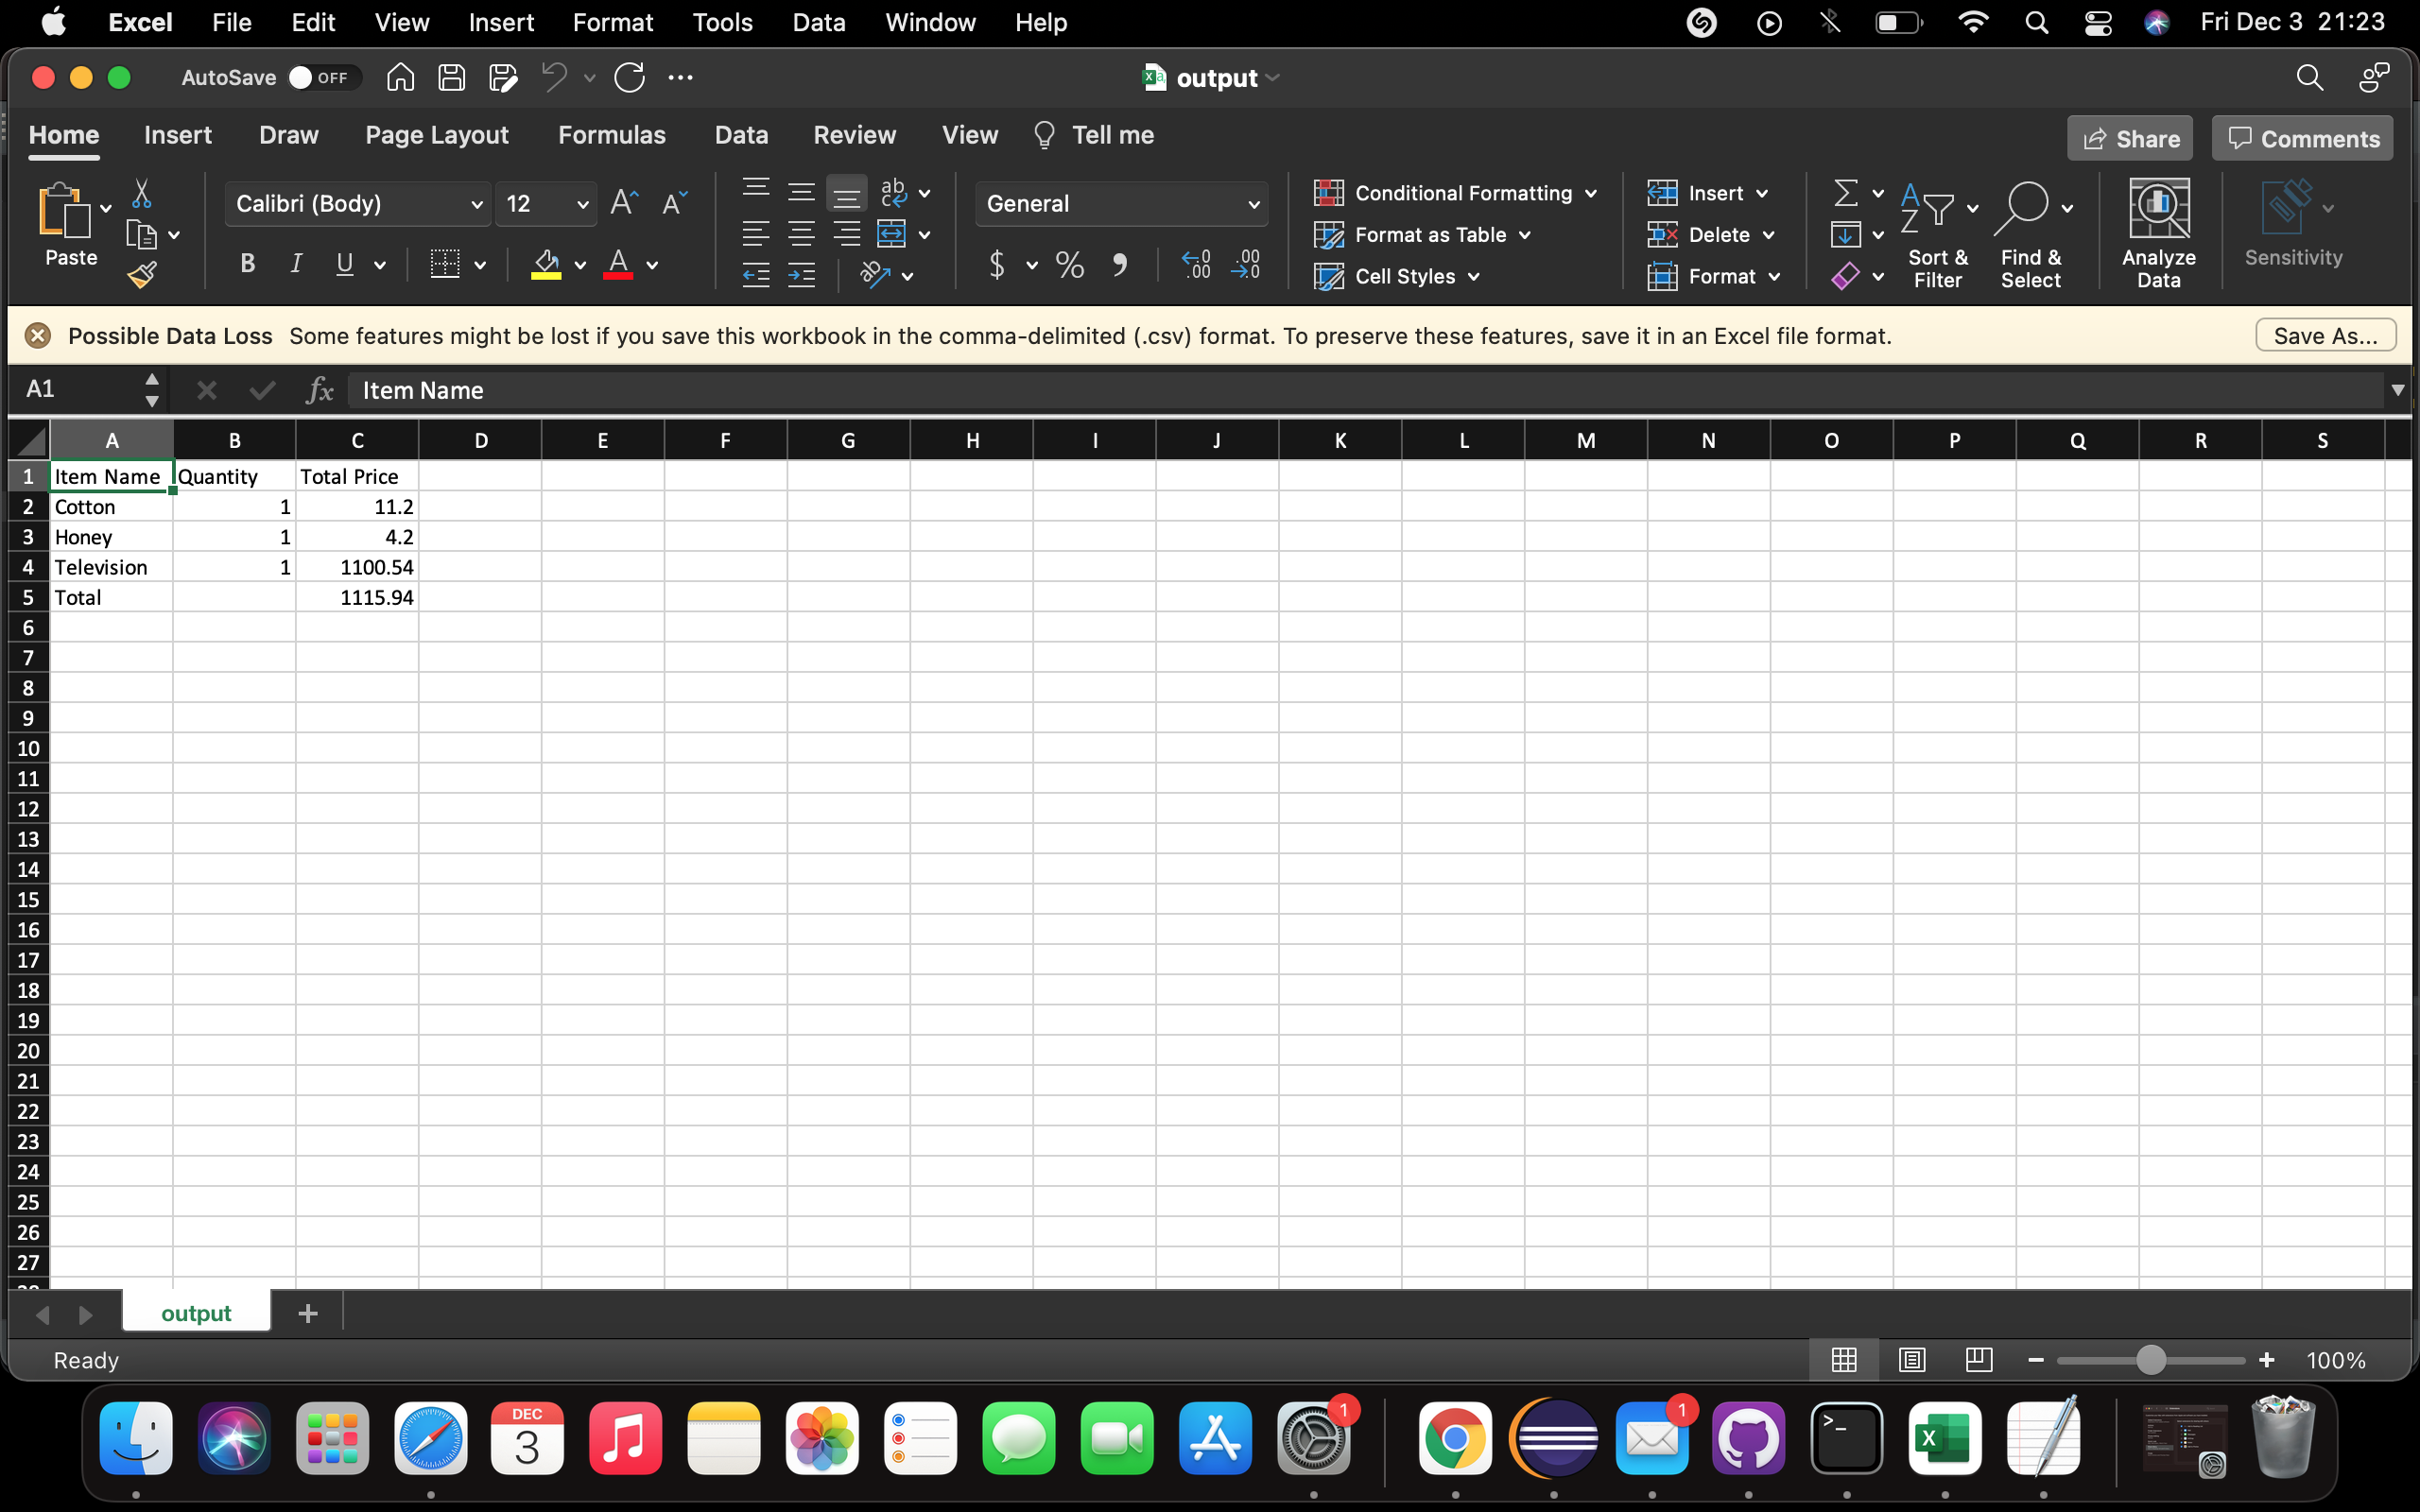 Excel File Edit View Insert Format Tools Data Window Help Fri Dec 3 21:23
AutoSave OFF output
Home Insert Draw Page Layout Formulas Data Review View Tell me Share Comments
Paste
Calibri (Body) 12
B I U A
ab c
General
$ % , .00 .0 .00 .0
Conditional Formatting
Format as Table
Cell Styles
Insert
Delete
Format
Sort & Filter
Find & Select
Analyze Data
Sensitivity
Possible Data Loss Some features might be lost if you save this workbook in the comma-delimited (.csv) format. To preserve these features, save it in an Excel file format. Save As...
A1 fx Item Name
A B C D E F G H I J K L M N O P Q R S
1 Item Name Quantity Total Price
2 Cotton 1 11.2
3 Honey 1 4.2
4 Television 1 1100.54
5 Total 1115.94
6
7
8
9
10
11
12
13
14
15
16
17
18
19
20
21
22
23
24
25
26
27
output +
Ready 100%
1 1
DEC
3